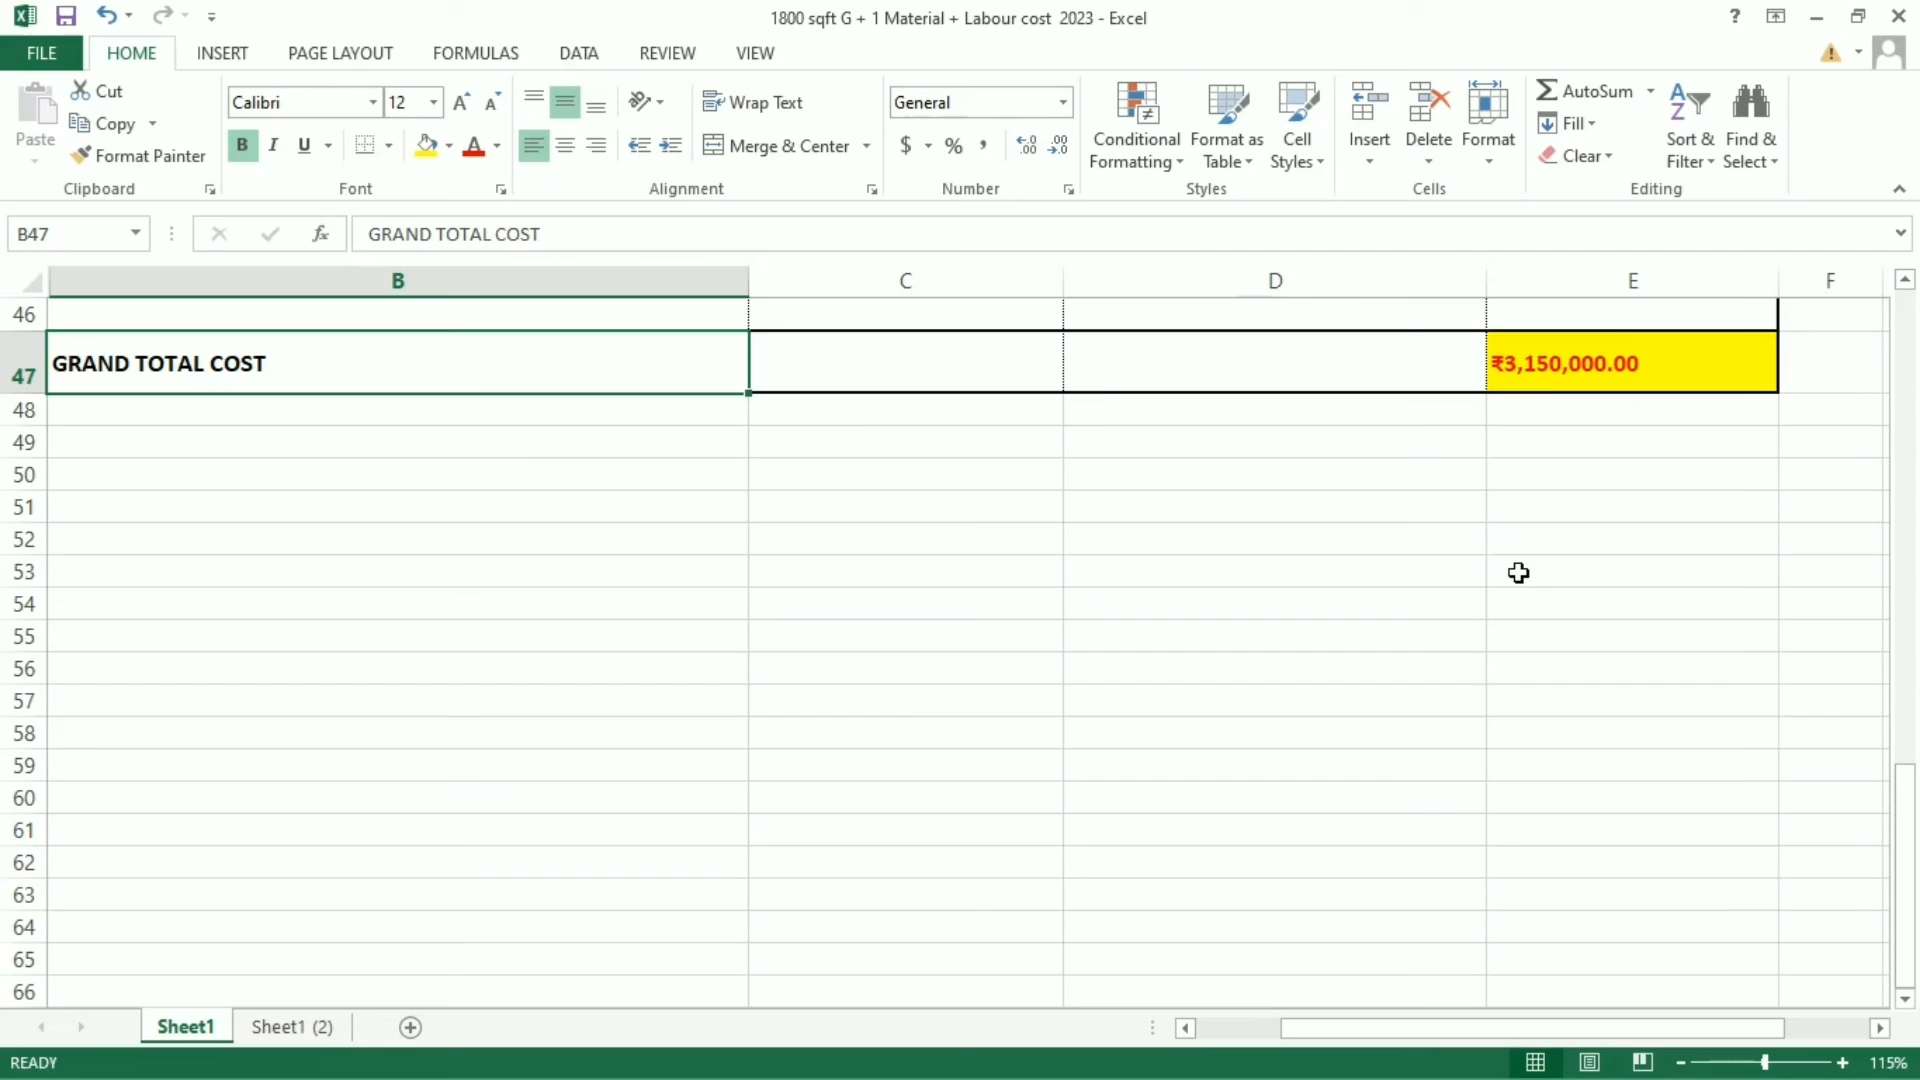 1800 sqft G + 1 Material + Labour cost 2023 - Excel
?
FILE HOME INSERT PAGE LAYOUT FORMULAS DATA REVIEW VIEW
Paste
Cut
Copy
Format Painter
Clipboard
Calibri 12
B I U
Font
Wrap Text
Merge & Center
Alignment
General
$ % ,
Number
Conditional Formatting
Format as Table
Cell Styles
Styles
Insert
Delete
Format
Cells
AutoSum
Fill
Clear
Sort & Filter
Find & Select
Editing
B47
fx
GRAND TOTAL COST
B C D E F
46
47 GRAND TOTAL COST ₹3,150,000.00
48
49
50
51
52
53
54
55
56
57
58
59
60
61
62
63
64
65
66
Sheet1 Sheet1 (2)
READY
115%